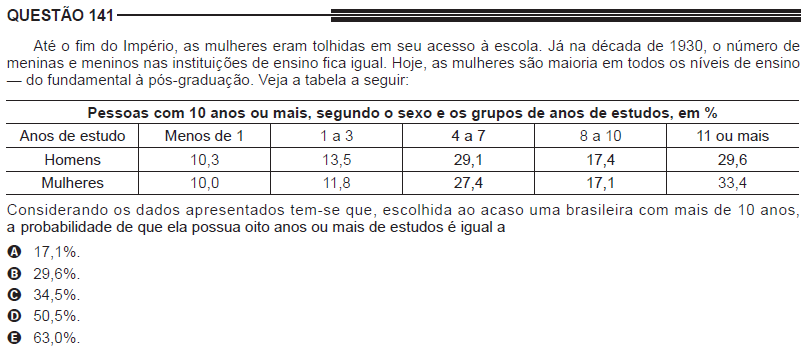 QUESTÃO 141
Até o fim do Império, as mulheres eram tolhidas em seu acesso à escola. Já na década de 1930, o número de
meninas e meninos nas instituições de ensino fica igual. Hoje, as mulheres são maioria em todos os níveis de ensino
— do fundamental à pós-graduação. Veja a tabela a seguir:
Pessoas com 10 anos ou mais, segundo o sexo e os grupos de anos de estudos, em %
Anos de estudo Menos de 1 1 a 3 4 a 7 8 a 10 11 ou mais
Homens 10,3 13,5 29,1 17,4 29,6
Mulheres 10,0 11,8 27,4 17,1 33,4
Considerando os dados apresentados tem-se que, escolhida ao acaso uma brasileira com mais de 10 anos,
a probabilidade de que ela possua oito anos ou mais de estudos é igual a
A 17,1%.
B 29,6%.
C 34,5%.
D 50,5%.
E 63,0%.